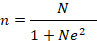 n = N / (1 + Ne²)